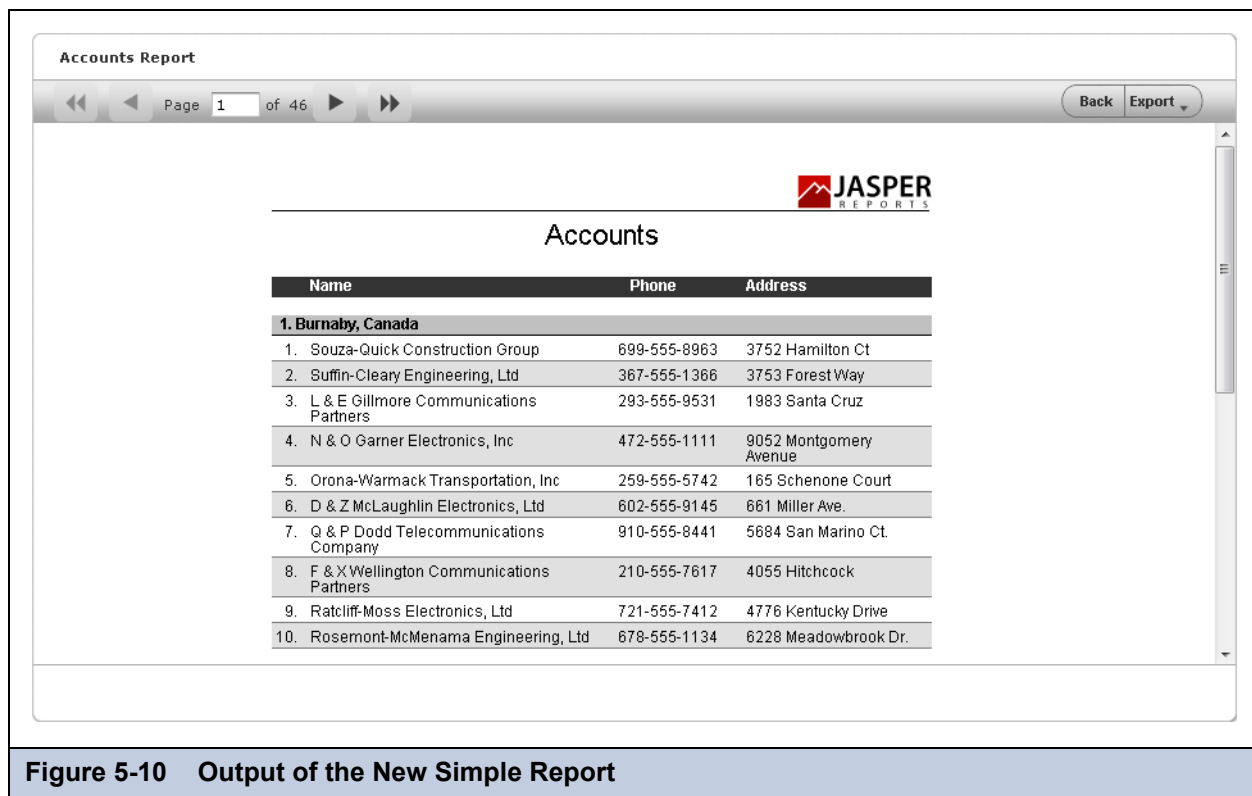 Accounts Report
Page 1 of 46
Back Export
JASPER
REPORTS
Accounts
Name Phone Address
1. Burnaby, Canada
1. Souza-Quick Construction Group 699-555-8963 3752 Hamilton Ct
2. Suffin-Cleary Engineering, Ltd 367-555-1366 3753 Forest Way
3. L & E Gillmore Communications 293-555-9531 1983 Santa Cruz
Partners
4. N & O Garner Electronics, Inc 472-555-1111 9052 Montgomery
Avenue
5. Orona-Warmack Transportation, Inc 259-555-5742 165 Schenone Court
6. D & Z McLaughlin Electronics, Ltd 602-555-9145 661 Miller Ave.
7. Q & P Dodd Telecommunications 910-555-8441 5684 San Marino Ct.
Company
8. F & X Wellington Communications 210-555-7617 4055 Hitchcock
Partners
9. Ratcliff-Moss Electronics, Ltd 721-555-7412 4776 Kentucky Drive
10. Rosemont-McMenama Engineering, Ltd 678-555-1134 6228 Meadowbrook Dr.
Figure 5-10 Output of the New Simple Report